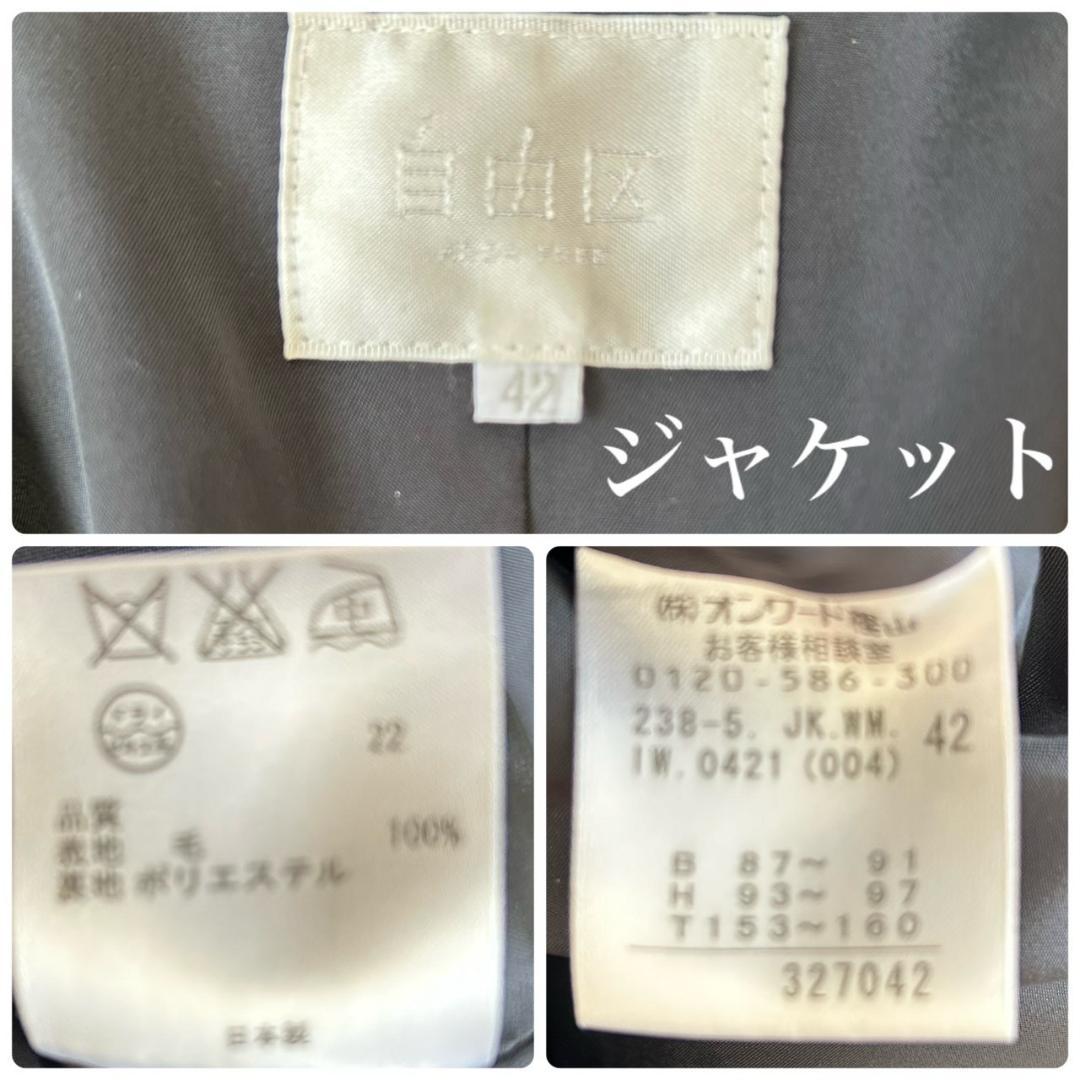 自由区
42
ジャケット
中
22
品質
表地 毛 100%
裏地 ポリエステル
日本製
(株)オンワード樫山
お客様相談室
0120-586-300
238-5. JK.WM. 42
IW.0421 (004)
B 87～ 91
H 93～ 97
T153～160
327042